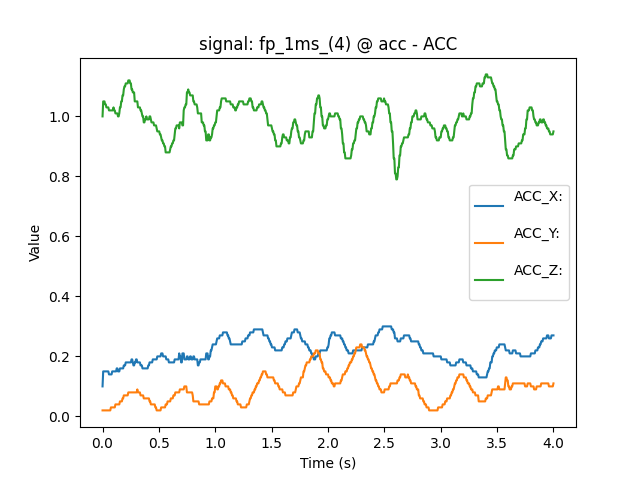 signal: fp_1ms_(4) @ acc - ACC
Value
1.0
0.8
0.6
0.4
0.2
0.0
ACC_X:
ACC_Y:
ACC_Z:
0.0 0.5 1.0 1.5 2.0 2.5 3.0 3.5 4.0
Time (s)